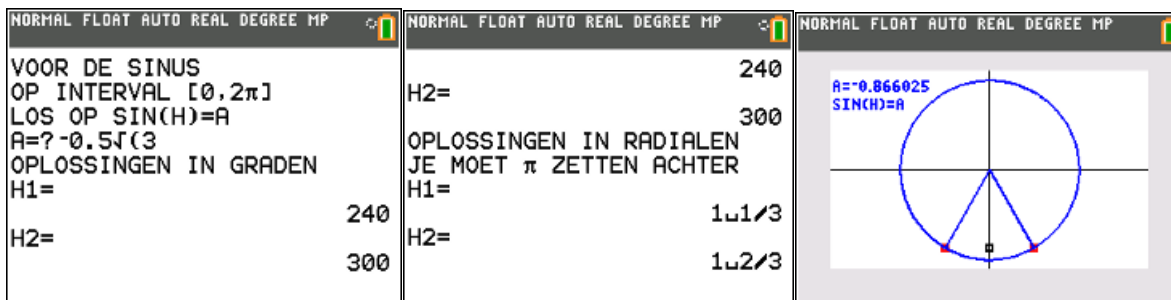 NORMAL FLOAT AUTO REAL DEGREE MP
VOOR DE SINUS
OP INTERVAL [0,2π]
LOS OP SIN(H)=A
A=?⁻0.5√(3
OPLOSSINGEN IN GRADEN
H1=
240
H2=
300
NORMAL FLOAT AUTO REAL DEGREE MP
240
H2=
300
OPLOSSINGEN IN RADIALEN
JE MOET π ZETTEN ACHTER
H1=
1⌴1/3
H2=
1⌴2/3
NORMAL FLOAT AUTO REAL DEGREE MP
A=⁻0.866025
SIN(H)=A